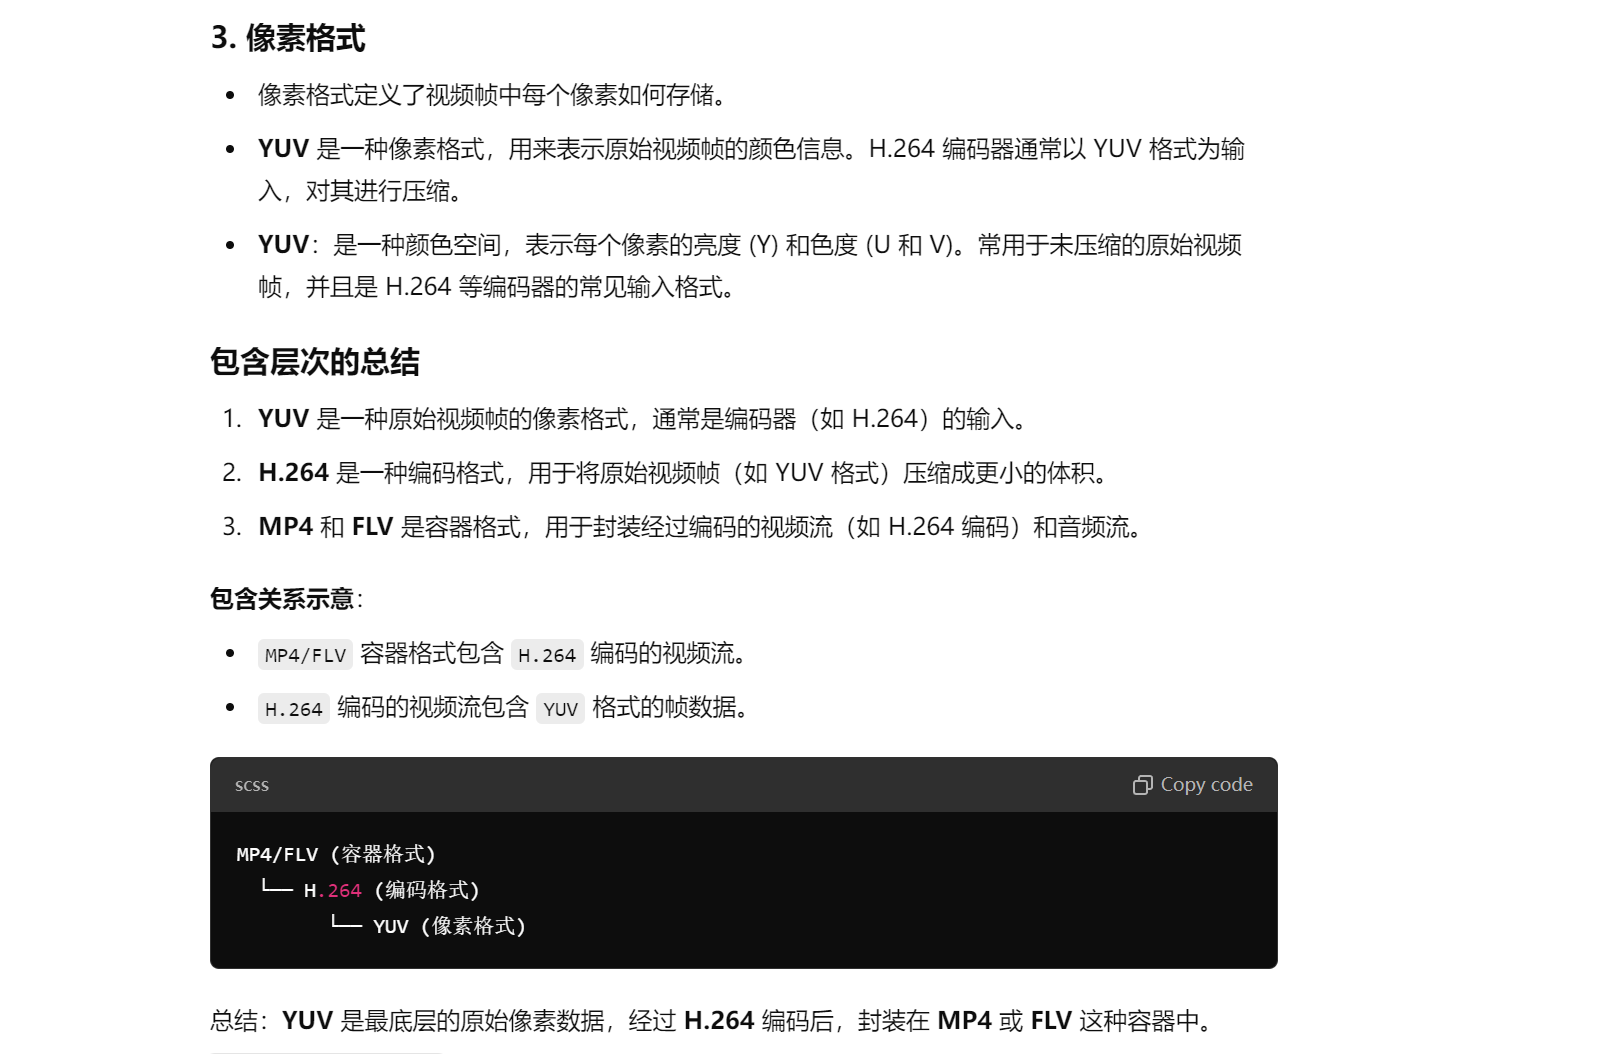 3. 像素格式
像素格式定义了视频帧中每个像素如何存储。
YUV 是一种像素格式，用来表示原始视频帧的颜色信息。H.264 编码器通常以 YUV 格式为输
入，对其进行压缩。
YUV：是一种颜色空间，表示每个像素的亮度 (Y) 和色度 (U 和 V)。常用于未压缩的原始视频
帧，并且是 H.264 等编码器的常见输入格式。
包含层次的总结
1. YUV 是一种原始视频帧的像素格式，通常是编码器（如 H.264）的输入。
2. H.264 是一种编码格式，用于将原始视频帧（如 YUV 格式）压缩成更小的体积。
3. MP4 和 FLV 是容器格式，用于封装经过编码的视频流（如 H.264 编码）和音频流。
包含关系示意：
MP4/FLV 容器格式包含 H.264 编码的视频流。
H.264 编码的视频流包含 YUV 格式的帧数据。
scss
Copy code
MP4/FLV (容器格式)
└── H.264 (编码格式)
└── YUV (像素格式)
总结：YUV 是最底层的原始像素数据，经过 H.264 编码后，封装在 MP4 或 FLV 这种容器中。